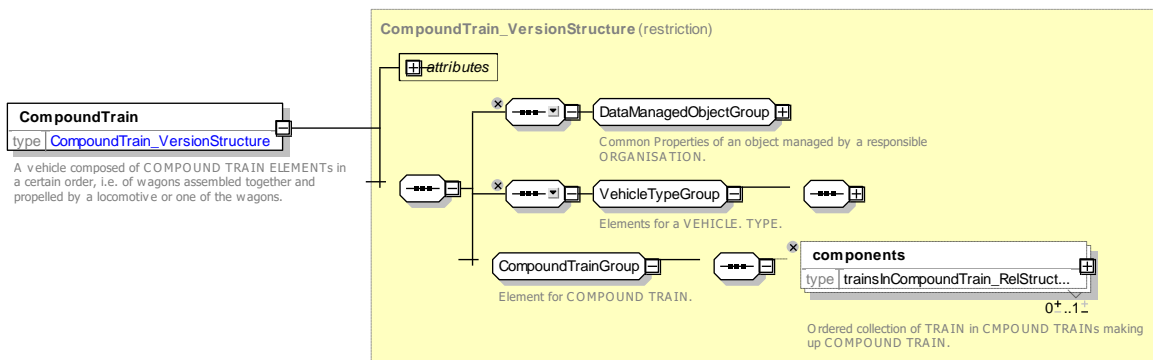 CompoundTrain_VersionStructure (restriction)
attributes
CompoundTrain
type CompoundTrain_VersionStructure
A vehicle composed of COMPOUND TRAIN ELEMENTs in
a certain order, i.e. of wagons assembled together and
propelled by a locomotive or one of the wagons.
DataManagedObjectGroup
Common Properties of an object managed by a responsible
ORGANISATION.
VehicleTypeGroup
Elements for a VEHICLE. TYPE.
CompoundTrainGroup
Element for COMPOUND TRAIN.
components
type trainsInCompoundTrain_RelStruct...
0..1
Ordered collection of TRAIN in CMPOUND TRAINs making
up COMPOUND TRAIN.